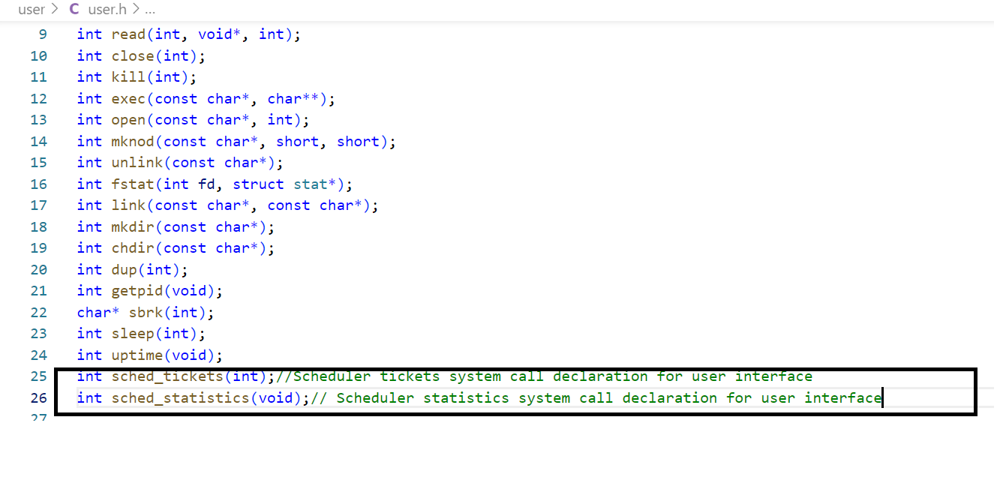 user > C user.h > ...
9 int read(int, void*, int);
10 int close(int);
11 int kill(int);
12 int exec(const char*, char**);
13 int open(const char*, int);
14 int mknod(const char*, short, short);
15 int unlink(const char*);
16 int fstat(int fd, struct stat*);
17 int link(const char*, const char*);
18 int mkdir(const char*);
19 int chdir(const char*);
20 int dup(int);
21 int getpid(void);
22 char* sbrk(int);
23 int sleep(int);
24 int uptime(void);
25 int sched_tickets(int);//Scheduler tickets system call declaration for user interface
26 int sched_statistics(void);// Scheduler statistics system call declaration for user interface
27